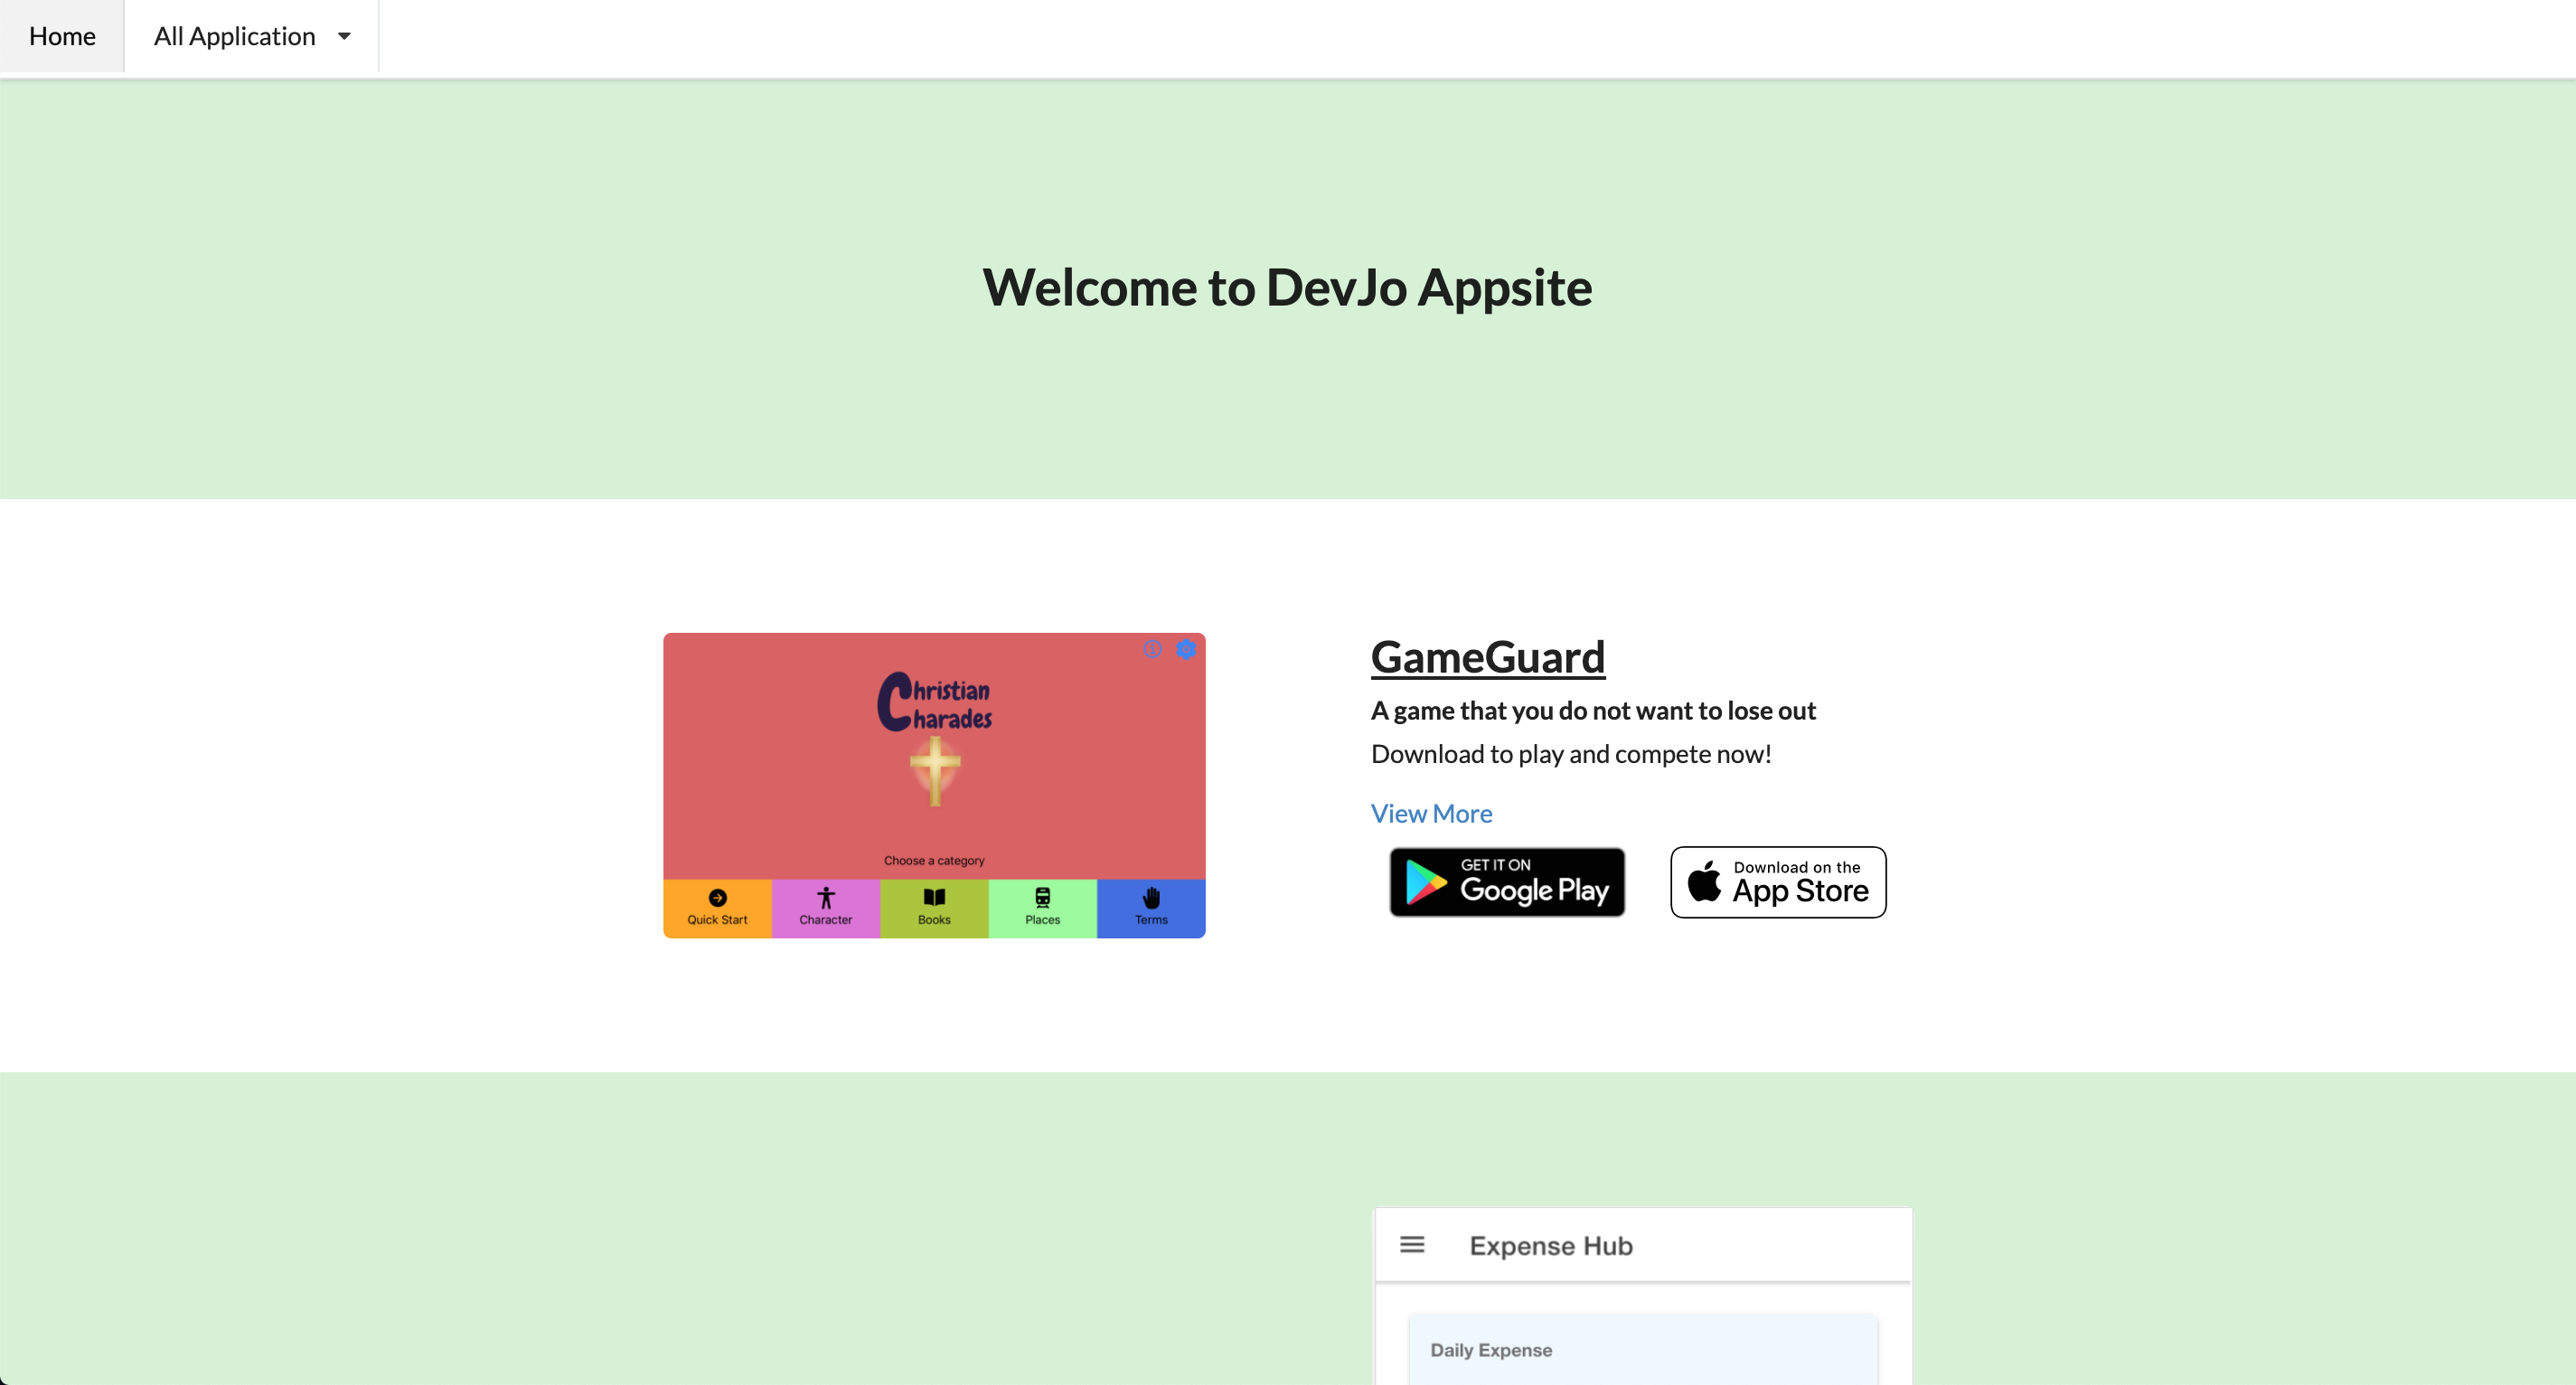 Home
All Application
Welcome to DevJo Appsite
Christian
Charades
Choose a category
Quick Start
Character
Books
Places
Terms
GameGuard
A game that you do not want to lose out
Download to play and compete now!
View More
GET IT ON
Google Play
Download on the
App Store
Expense Hub
Daily Expense